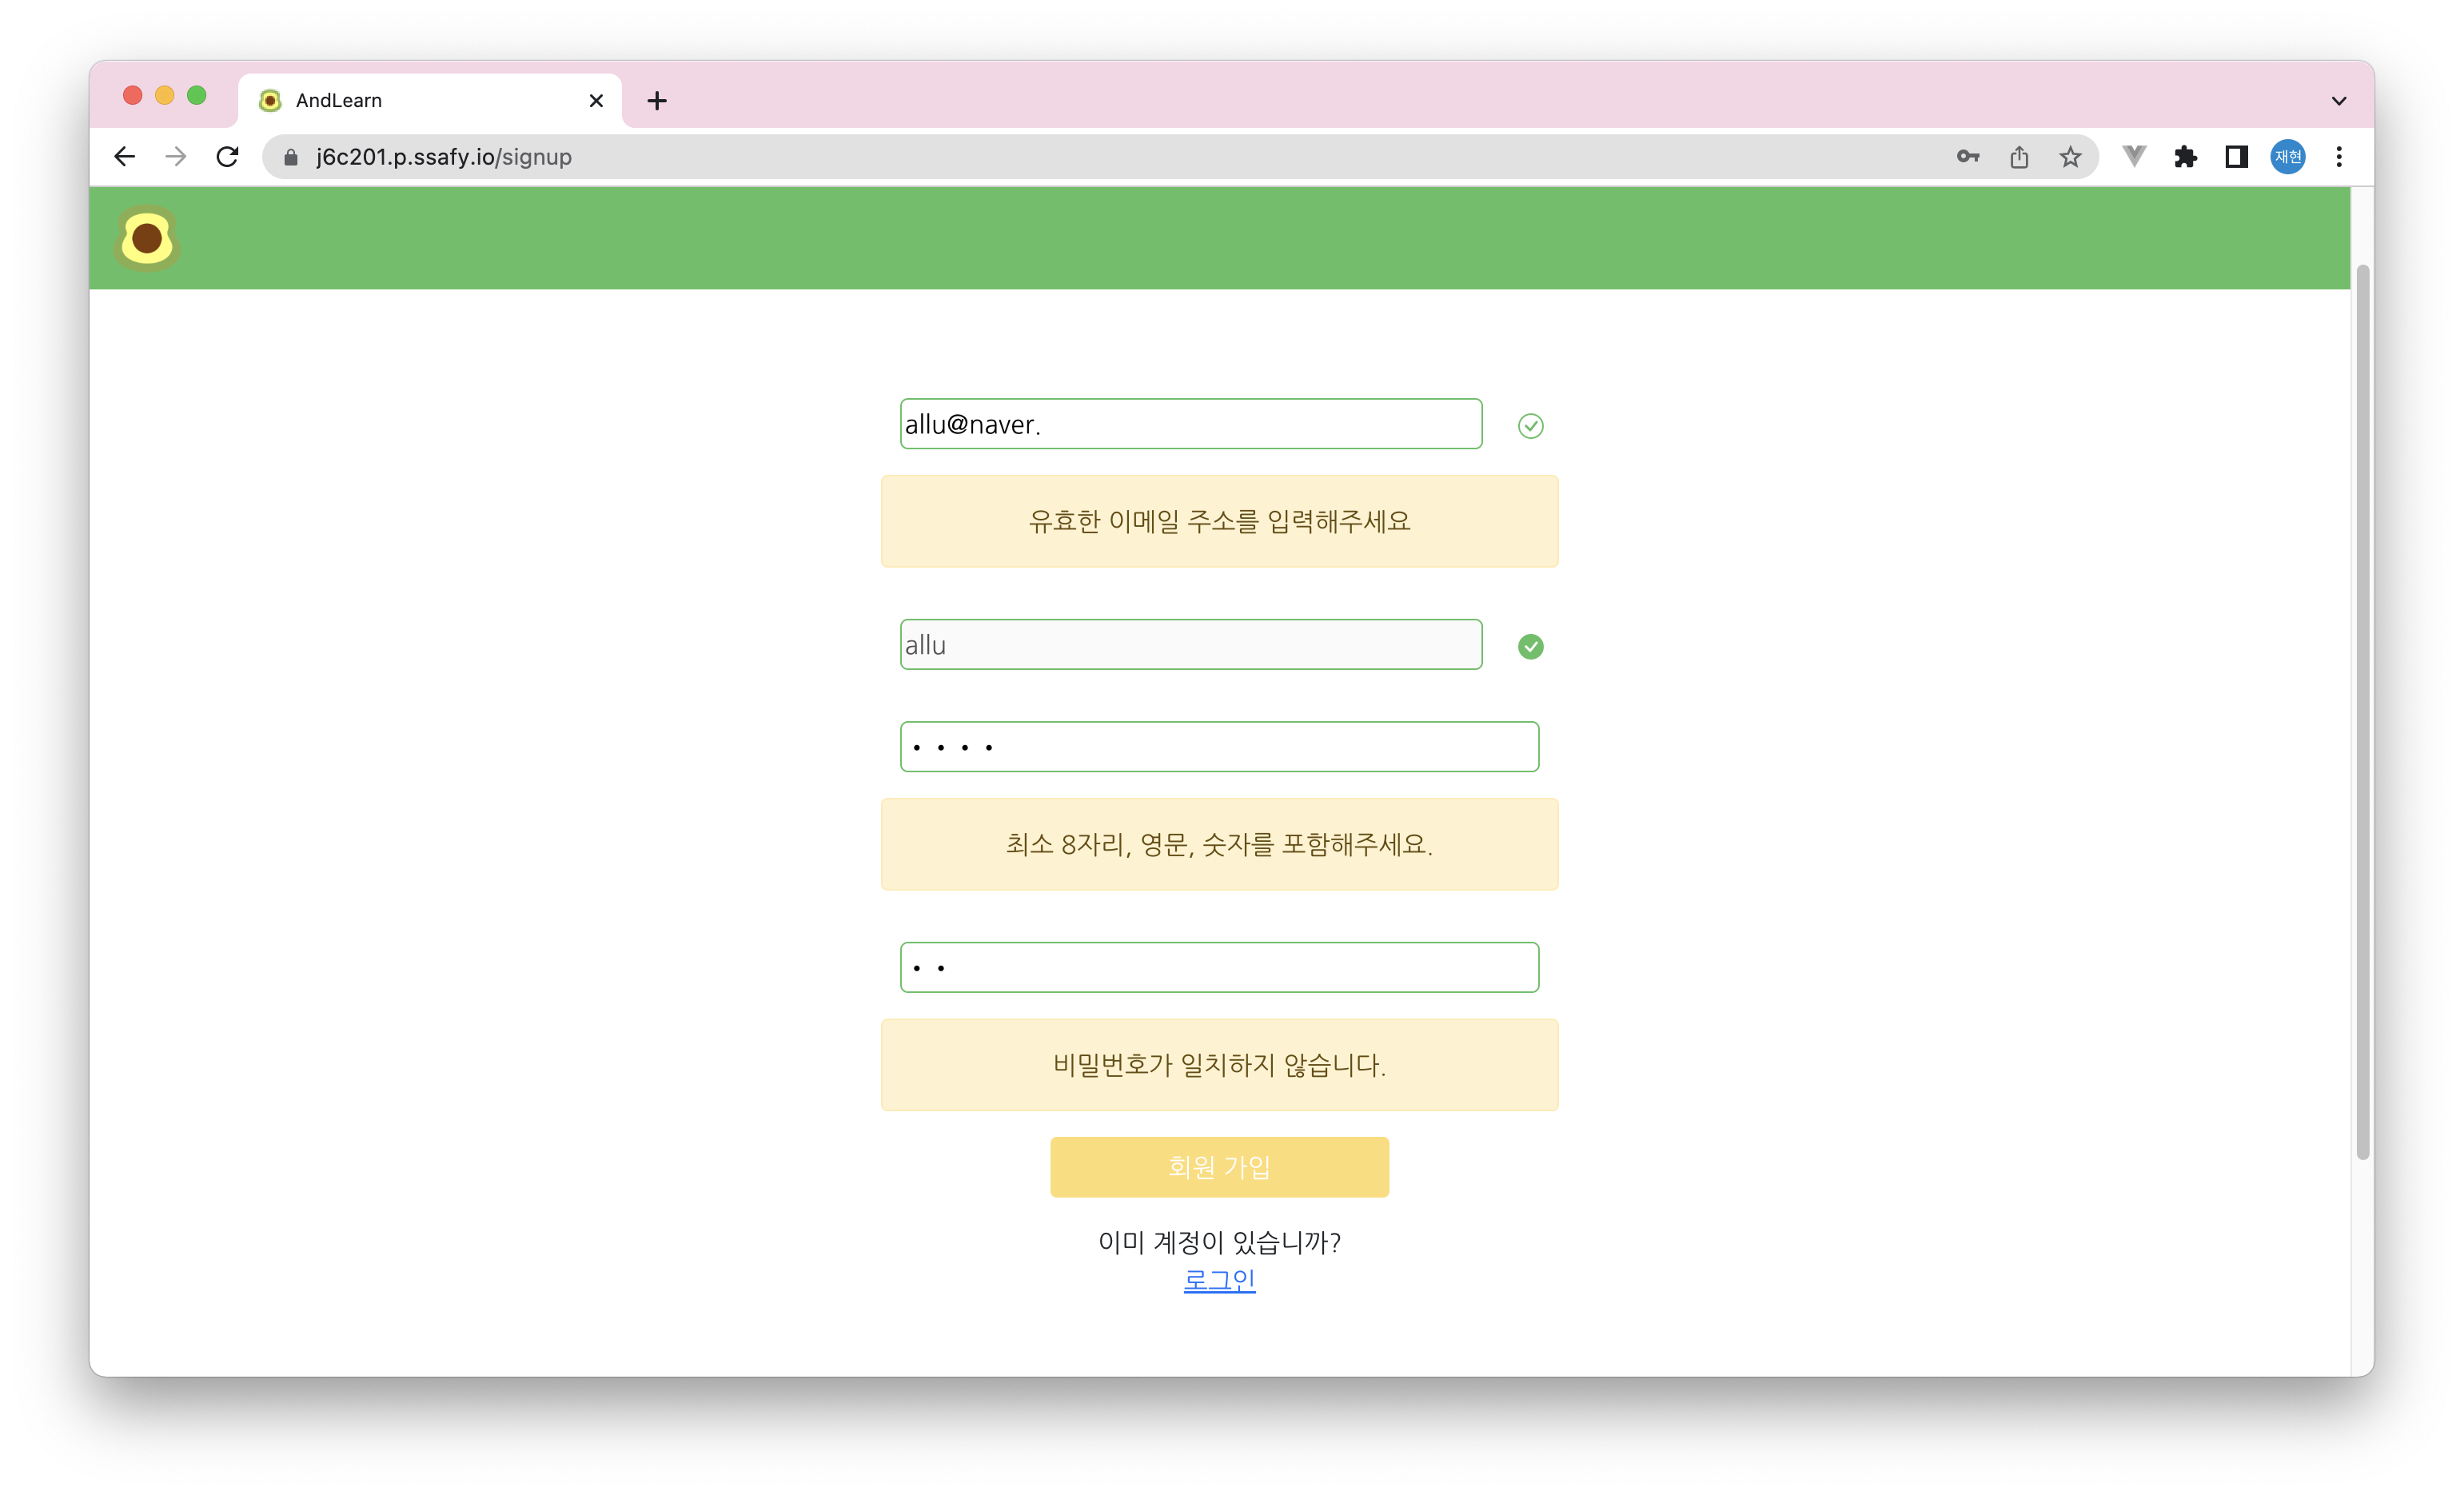 AndLearn
j6c201.p.ssafy.io/signup
재현
allu@naver.
유효한 이메일 주소를 입력해주세요
allu
최소 8자리, 영문, 숫자를 포함해주세요.
비밀번호가 일치하지 않습니다.
회원 가입
이미 계정이 있습니까?
로그인